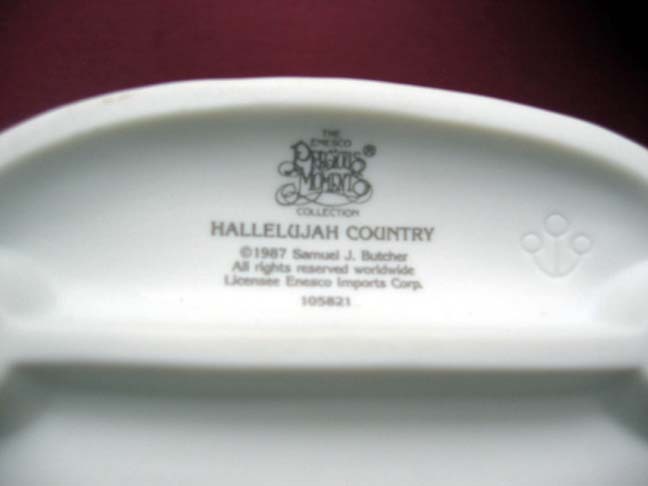 THE
ENESCO
PRECIOUS
MOMENTS®
COLLECTION
HALLELUJAH COUNTRY
©1987 Samuel J. Butcher
All rights reserved worldwide
Licensee Enesco Imports Corp.
105821